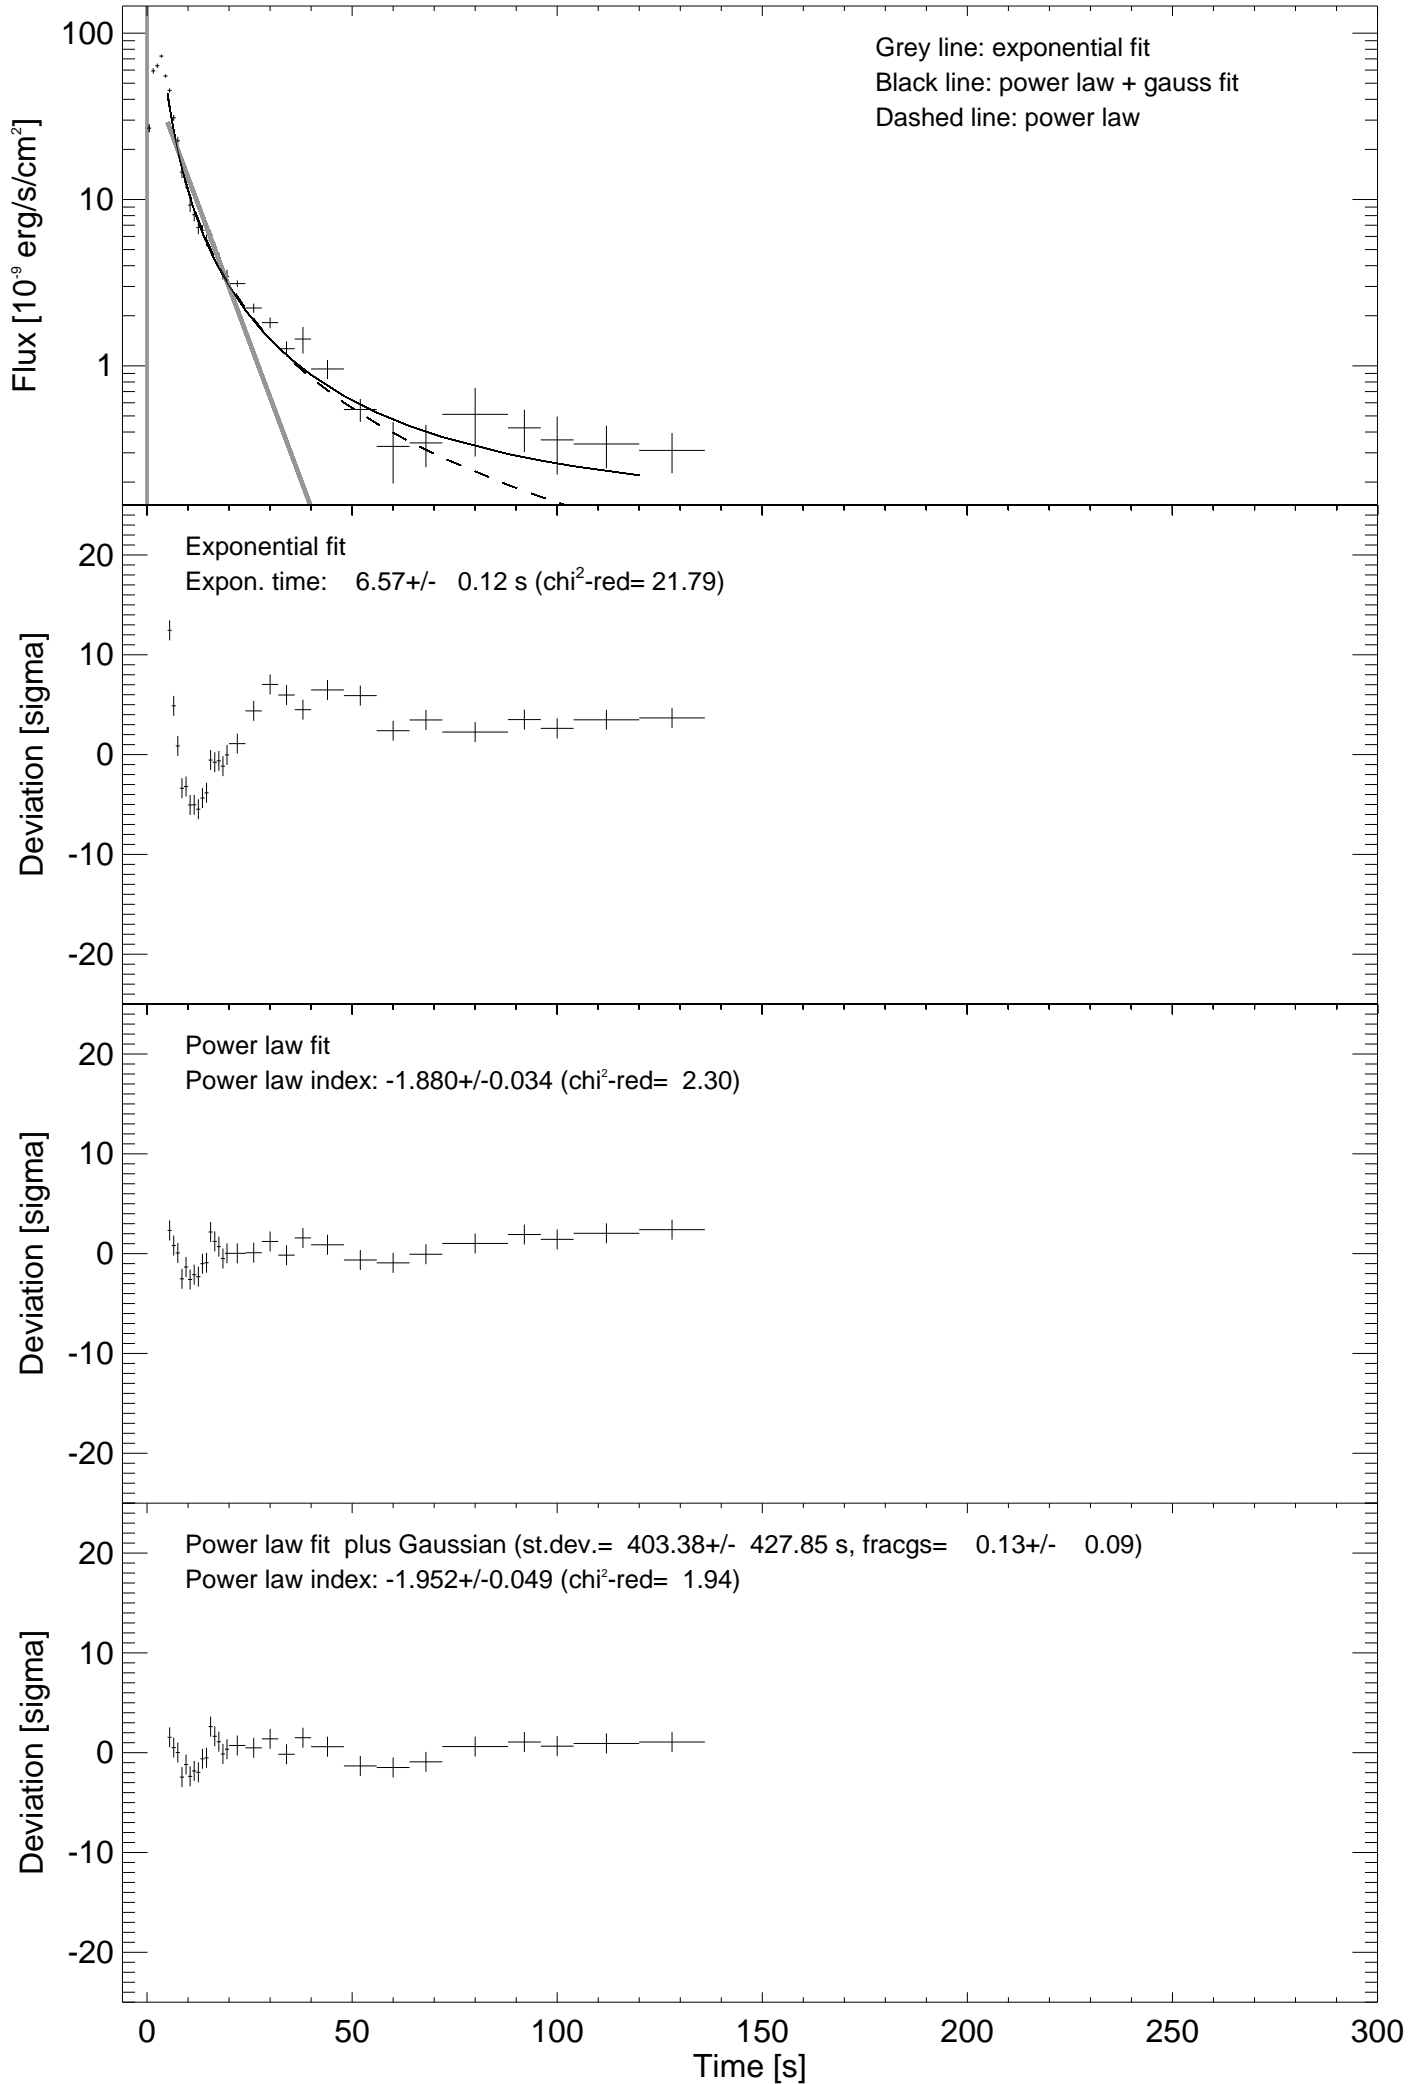 100
10
1
Flux [10⁻⁹ erg/s/cm²]
Grey line: exponential fit
Black line: power law + gauss fit
Dashed line: power law
20
10
0
-10
-20
Deviation [sigma]
Exponential fit
Expon. time: 6.57+/- 0.12 s (chi²-red= 21.79)
20
10
0
-10
-20
Deviation [sigma]
Power law fit
Power law index: -1.880+/-0.034 (chi²-red= 2.30)
20
10
0
-10
-20
Deviation [sigma]
Power law fit plus Gaussian (st.dev.= 403.38+/- 427.85 s, fracgs= 0.13+/- 0.09)
Power law index: -1.952+/-0.049 (chi²-red= 1.94)
0 50 100 150 200 250 300
Time [s]